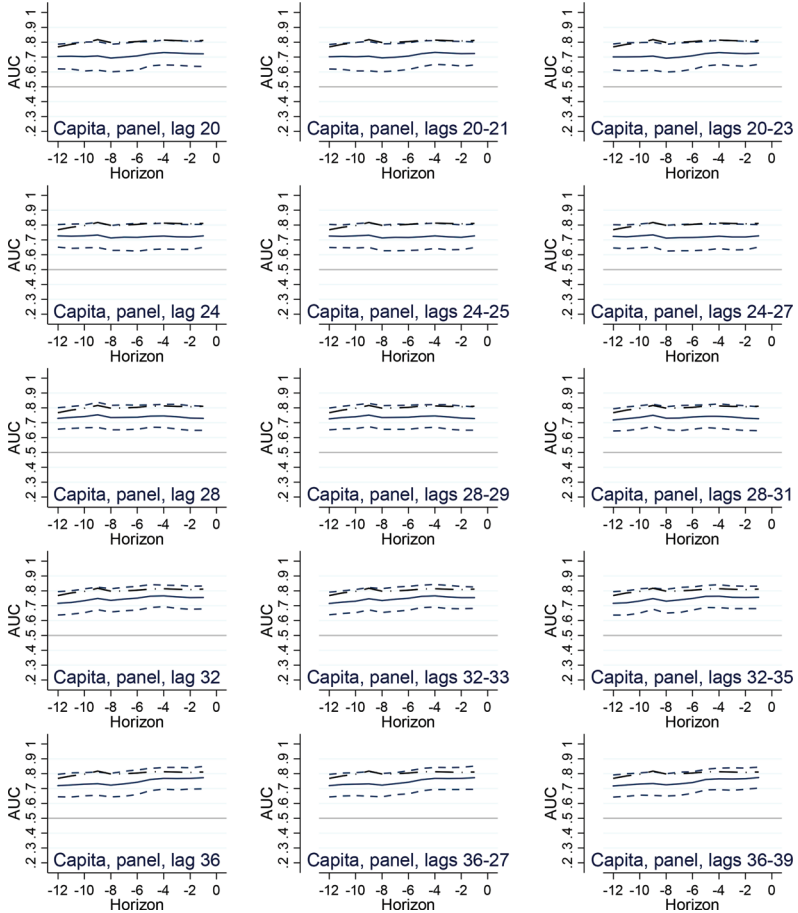 AUC
.2 .3 .4 .5 .6 .7 .8 .9 1
Capita, panel, lag 20
-12 -10 -8 -6 -4 -2 0
Horizon
AUC
.2 .3 .4 .5 .6 .7 .8 .9 1
Capita, panel, lags 20-21
-12 -10 -8 -6 -4 -2 0
Horizon
AUC
.2 .3 .4 .5 .6 .7 .8 .9 1
Capita, panel, lags 20-23
-12 -10 -8 -6 -4 -2 0
Horizon
AUC
.2 .3 .4 .5 .6 .7 .8 .9 1
Capita, panel, lag 24
-12 -10 -8 -6 -4 -2 0
Horizon
AUC
.2 .3 .4 .5 .6 .7 .8 .9 1
Capita, panel, lags 24-25
-12 -10 -8 -6 -4 -2 0
Horizon
AUC
.2 .3 .4 .5 .6 .7 .8 .9 1
Capita, panel, lags 24-27
-12 -10 -8 -6 -4 -2 0
Horizon
AUC
.2 .3 .4 .5 .6 .7 .8 .9 1
Capita, panel, lag 28
-12 -10 -8 -6 -4 -2 0
Horizon
AUC
.2 .3 .4 .5 .6 .7 .8 .9 1
Capita, panel, lags 28-29
-12 -10 -8 -6 -4 -2 0
Horizon
AUC
.2 .3 .4 .5 .6 .7 .8 .9 1
Capita, panel, lags 28-31
-12 -10 -8 -6 -4 -2 0
Horizon
AUC
.2 .3 .4 .5 .6 .7 .8 .9 1
Capita, panel, lag 32
-12 -10 -8 -6 -4 -2 0
Horizon
AUC
.2 .3 .4 .5 .6 .7 .8 .9 1
Capita, panel, lags 32-33
-12 -10 -8 -6 -4 -2 0
Horizon
AUC
.2 .3 .4 .5 .6 .7 .8 .9 1
Capita, panel, lags 32-35
-12 -10 -8 -6 -4 -2 0
Horizon
AUC
.2 .3 .4 .5 .6 .7 .8 .9 1
Capita, panel, lag 36
-12 -10 -8 -6 -4 -2 0
Horizon
AUC
.2 .3 .4 .5 .6 .7 .8 .9 1
Capita, panel, lags 36-27
-12 -10 -8 -6 -4 -2 0
Horizon
AUC
.2 .3 .4 .5 .6 .7 .8 .9 1
Capita, panel, lags 36-39
-12 -10 -8 -6 -4 -2 0
Horizon